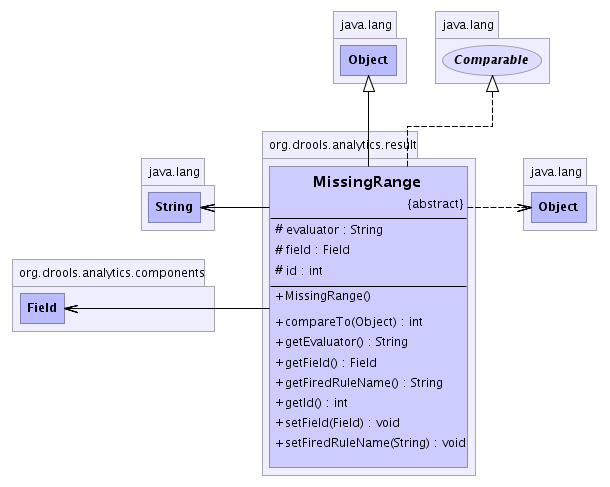 java.lang
Object
java.lang
Comparable
org.drools.analytics.result
MissingRange
{abstract}
# evaluator : String
# field : Field
# id : int
+ MissingRange()
+ compareTo(Object) : int
+ getEvaluator() : String
+ getField() : Field
+ getFiredRuleName() : String
+ getId() : int
+ setField(Field) : void
+ setFiredRuleName(String) : void
java.lang
String
java.lang
Object
org.drools.analytics.components
Field